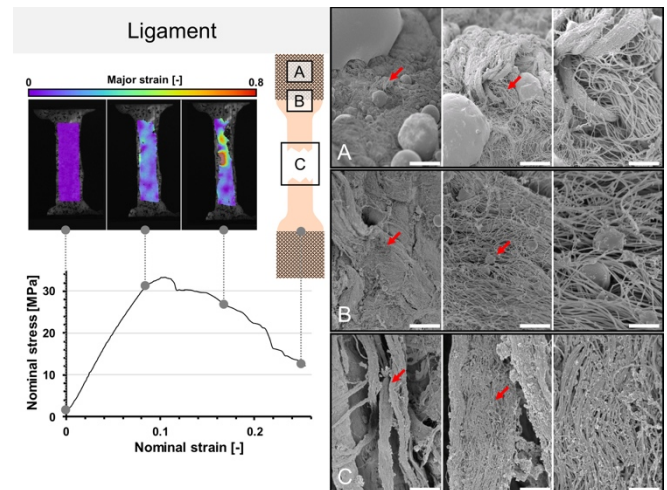 Ligament
Major strain [-]
0
0.8
A
B
C
Nominal stress [MPa]
30
20
10
0
0
0.1
0.2
Nominal strain [-]
A
B
C